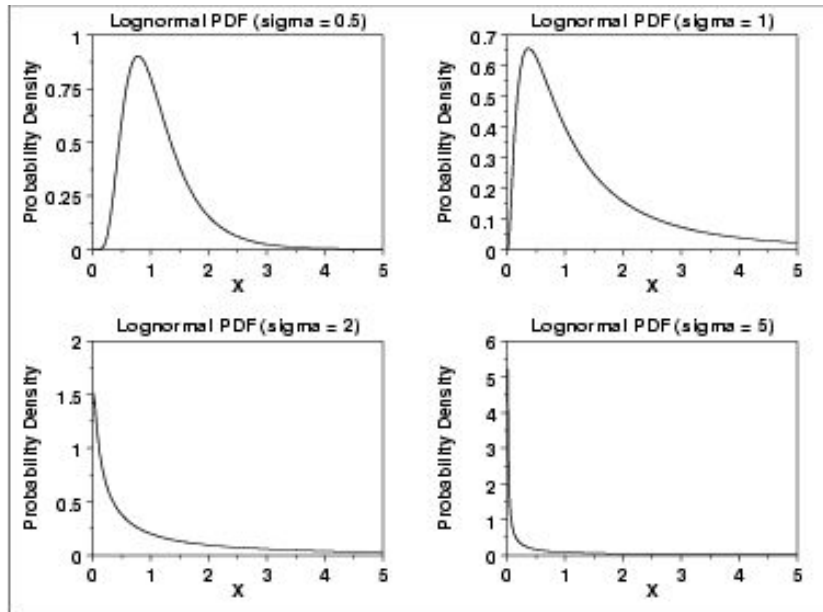 Lognormal PDF (sigma = 0.5)
1
0.75
0.5
0.25
0
Probability Density
0 1 2 3 4 5
X
Lognormal PDF (sigma = 1)
0.7
0.6
0.5
0.4
0.3
0.2
0.1
0
Probability Density
0 1 2 3 4 5
X
Lognormal PDF (sigma = 2)
2
1.5
1
0.5
0
Probability Density
0 1 2 3 4 5
X
Lognormal PDF (sigma = 5)
6
5
4
3
2
1
0
Probability Density
0 1 2 3 4 5
X